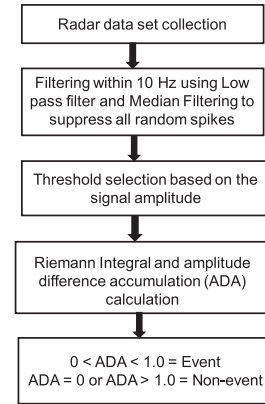 Radar data set collection
Filtering within 10 Hz using Low
pass filter and Median Filtering to
suppress all random spikes
Threshold selection based on the
signal amplitude
Riemann Integral and amplitude
difference accumulation (ADA)
calculation
0 < ADA < 1.0 = Event
ADA = 0 or ADA > 1.0 = Non-event